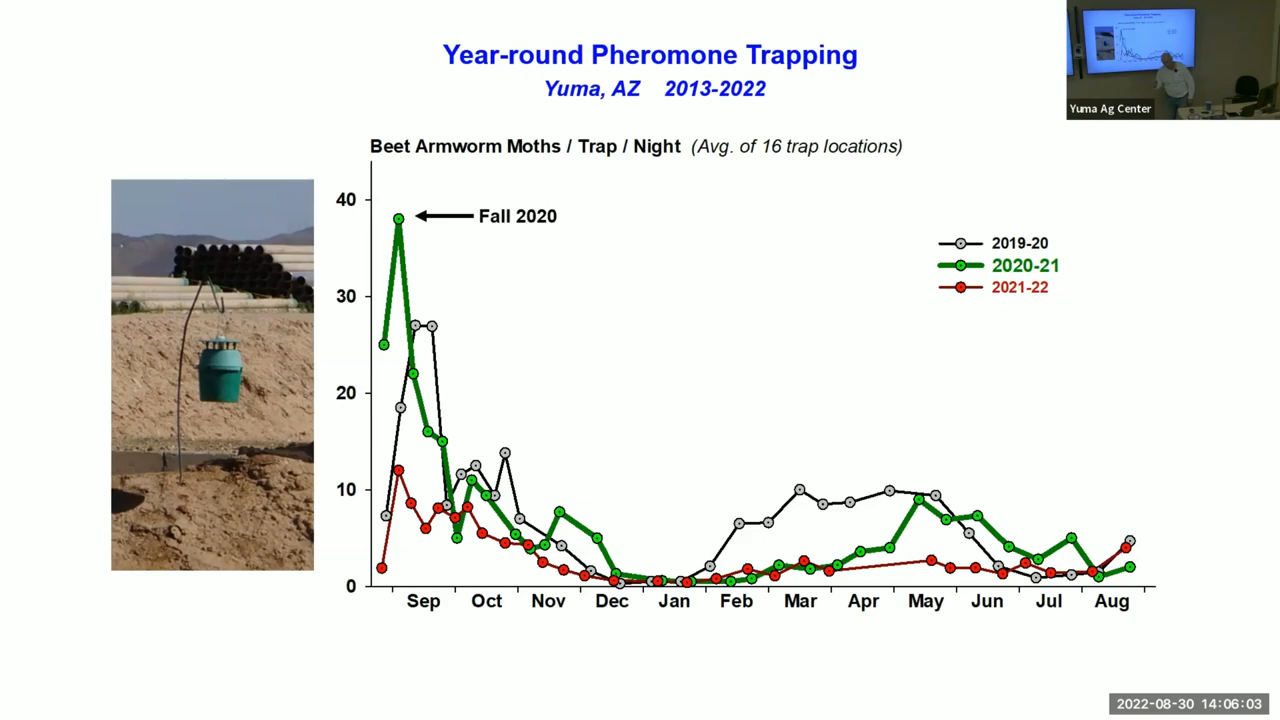 Year-round Pheromone Trapping
Yuma, AZ 2013-2022
Yuma Ag Center
Beet Armworm Moths / Trap / Night (Avg. of 16 trap locations)
40
30
20
10
0
Fall 2020
2019-20
2020-21
2021-22
Sep Oct Nov Dec Jan Feb Mar Apr May Jun Jul Aug
2022-08-30 14:06:03